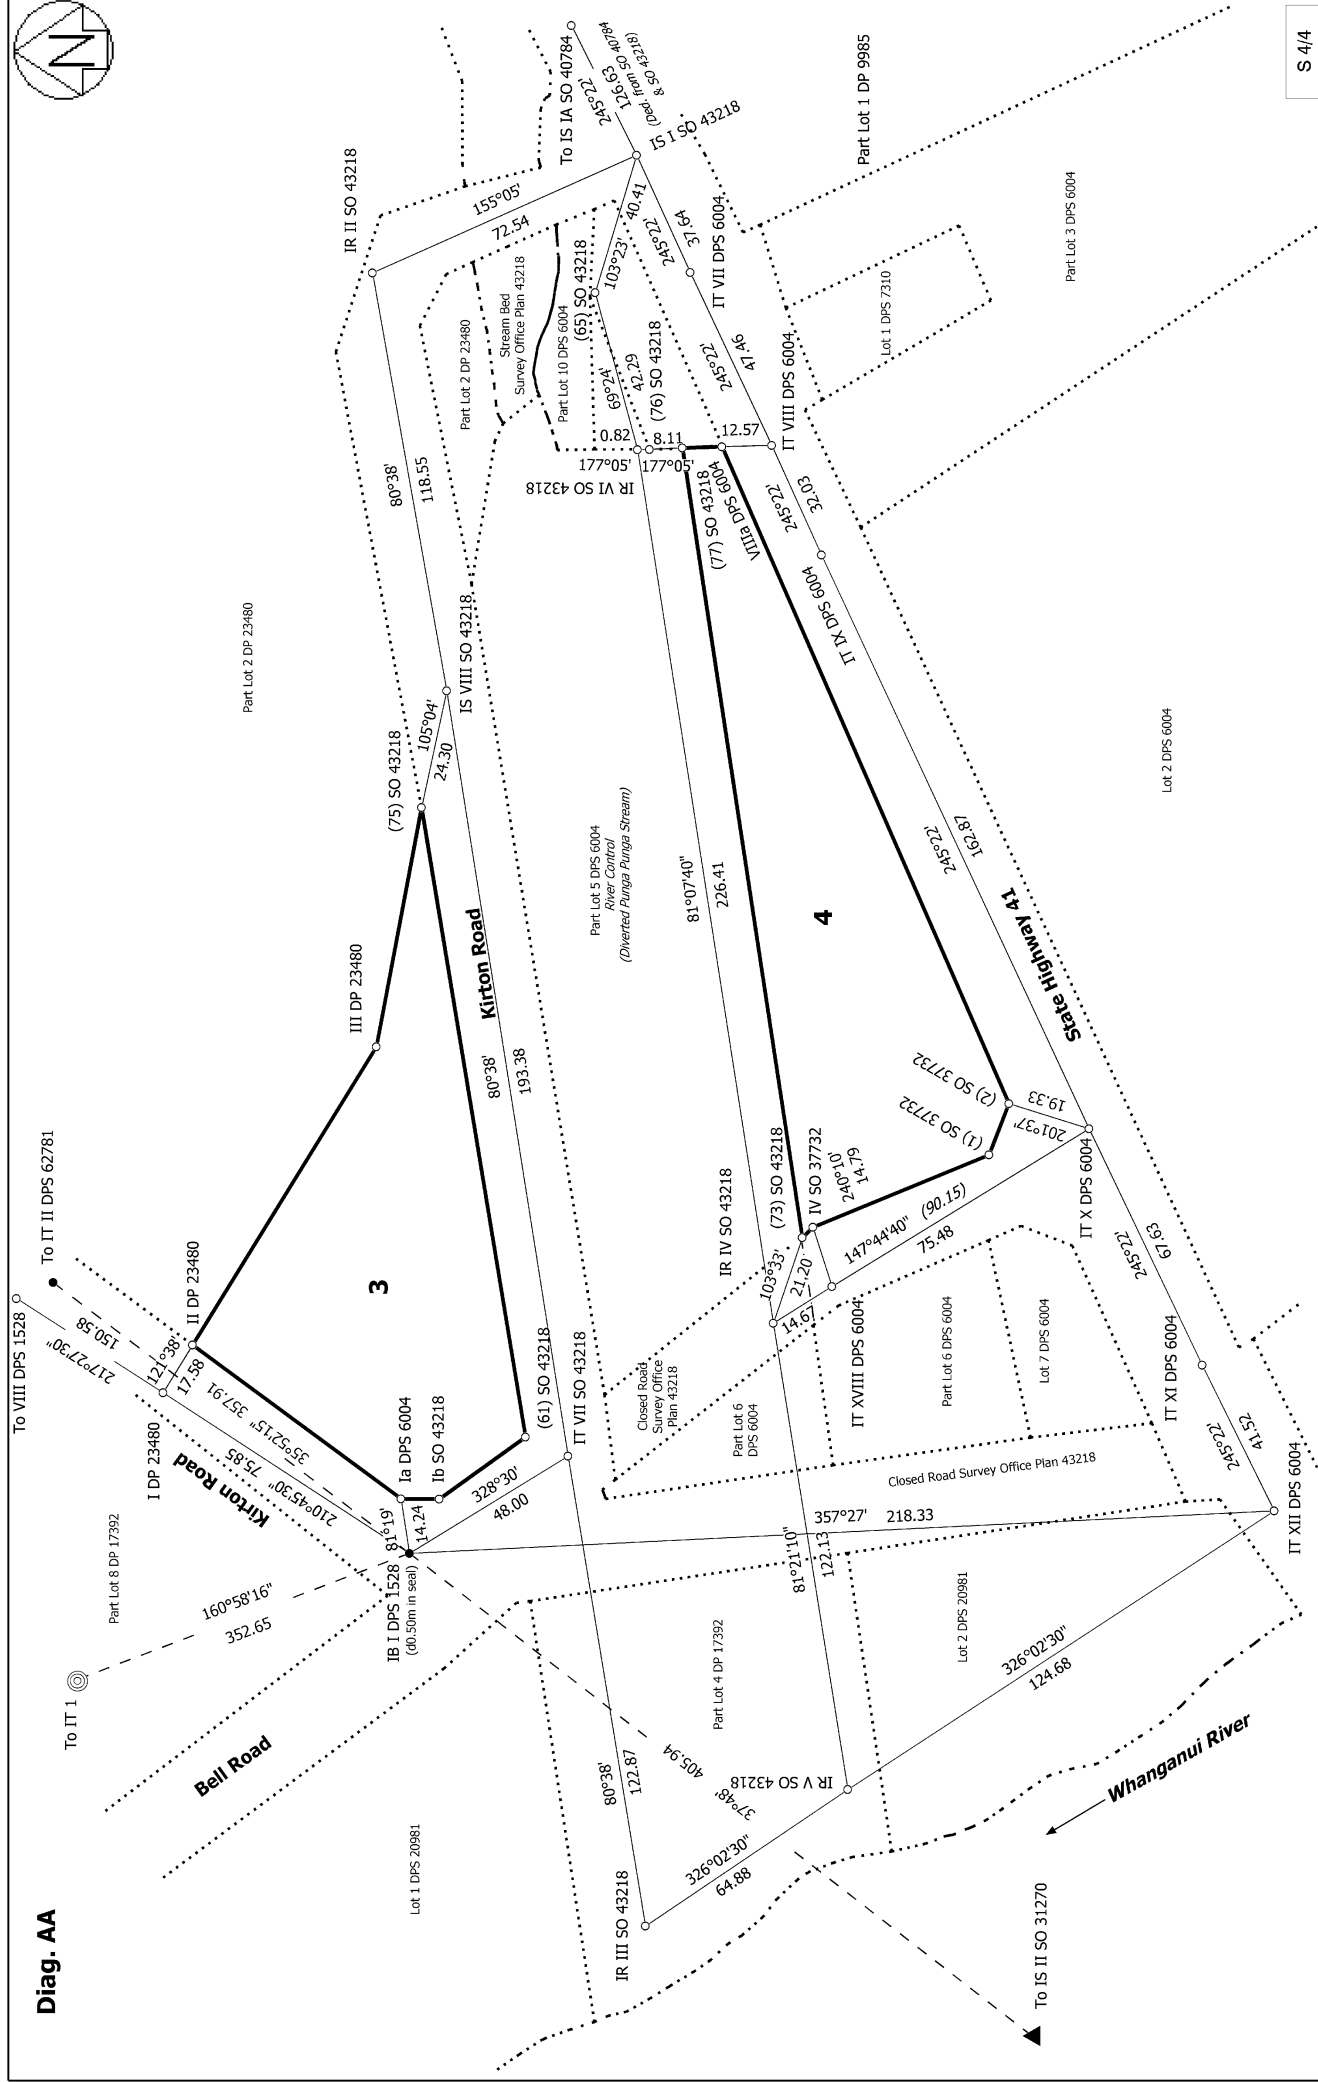 Diag. AA
N
S 4/4
To VIII DPS 1528
217°27'30"
To IT II DPS 62781
150.58
II DP 23480
121°38'
17.58
I DP 23480
357.91
35°52'15"
75.85
210°45'30"
Kirton Road
Part Lot 8 DP 17392
To IT 1
160°58'16"
352.65
Bell Road
IB I DPS 1528
(d0.50m in seal)
81°19'
14.24
Ia DPS 6004
Ib SO 43218
328°30'
48.00
(61) SO 43218
IT VII SO 43218
3
III DP 23480
(75) SO 43218
105°04'
24.30
IS VIII SO 43218
Kirton Road
80°38'
193.38
Part Lot 2 DP 23480
80°38'
118.55
IR II SO 43218
155°05'
72.54
Part Lot 2 DP 23480
Stream Bed
Survey Office Plan 43218
Part Lot 10 DPS 6004
(65) SO 43218
103°23'
40.41
69°24'
42.29
(76) SO 43218
0.82
8.11
177°05'
177°05'
IR VI SO 43218
(77) SO 43218
VIIIa DPS 6004
12.57
To IS IA SO 40784
245°22'
126.63
(Ded. from SO 40784
& SO 43218)
IS I SO 43218
245°22'
37.64
IT VII DPS 6004
245°22'
47.46
IT VIII DPS 6004
245°22'
32.03
IT IX DPS 6004
Part Lot 1 DP 9985
Part Lot 3 DPS 6004
Lot 1 DPS 7310
Lot 2 DPS 6004
245°22'
162.87
State Highway 41
Part Lot 5 DPS 6004
River Control
(Diverted Punga Punga Stream)
81°07'40"
226.41
4
(2) SO 37732
(1) SO 37732
19.33
201°37'
IT X DPS 6004
IR IV SO 43218
(73) SO 43218
IV SO 37732
240°10'
14.79
103°33'
21.20
14.67
147°44'40"
(90.15)
75.48
IT XVIII DPS 6004
245°22'
67.63
IT XI DPS 6004
245°22'
41.52
IT XII DPS 6004
Part Lot 6 DPS 6004
Lot 7 DPS 6004
Closed Road
Survey Office
Plan 43218
Part Lot 6
DPS 6004
Closed Road Survey Office Plan 43218
357°27'
218.33
81°21'10"
122.13
Lot 2 DPS 20981
Part Lot 4 DP 17392
326°02'30"
124.68
IR V SO 43218
80°38'
122.87
405.94
37°48'
326°02'30"
64.88
IR III SO 43218
Lot 1 DPS 20981
Whanganui River
To IS II SO 31270